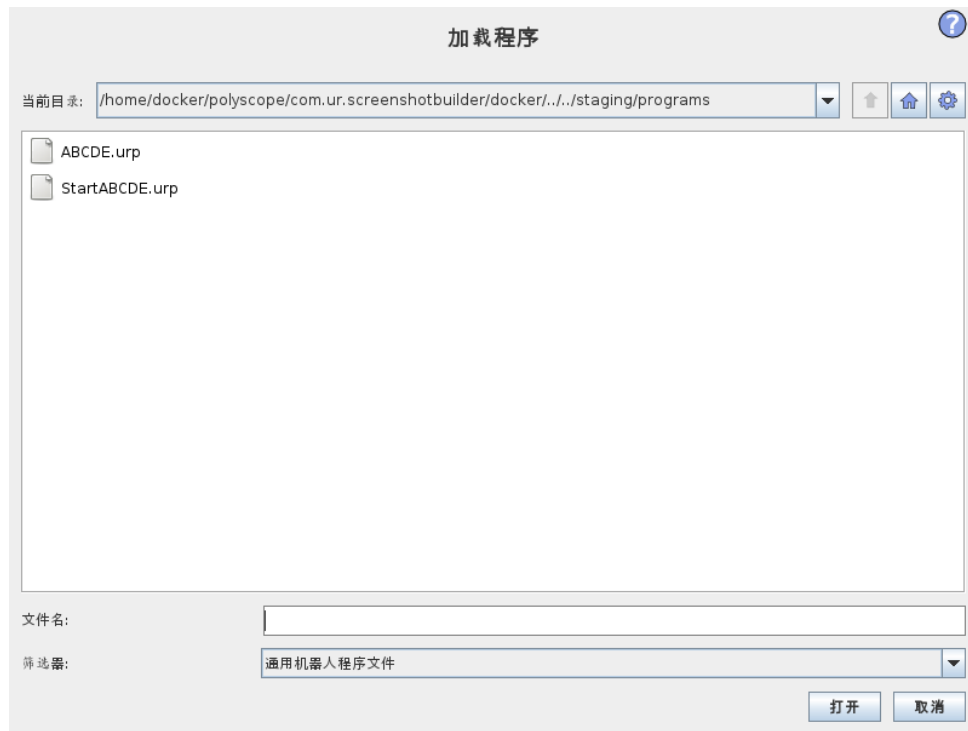 加载程序
?
当前目录: /home/docker/polyscope/com.ur.screenshotbuilder/docker/../../staging/programs
ABCDE.urp
StartABCDE.urp
文件名:
筛选器: 通用机器人程序文件
打开 取消